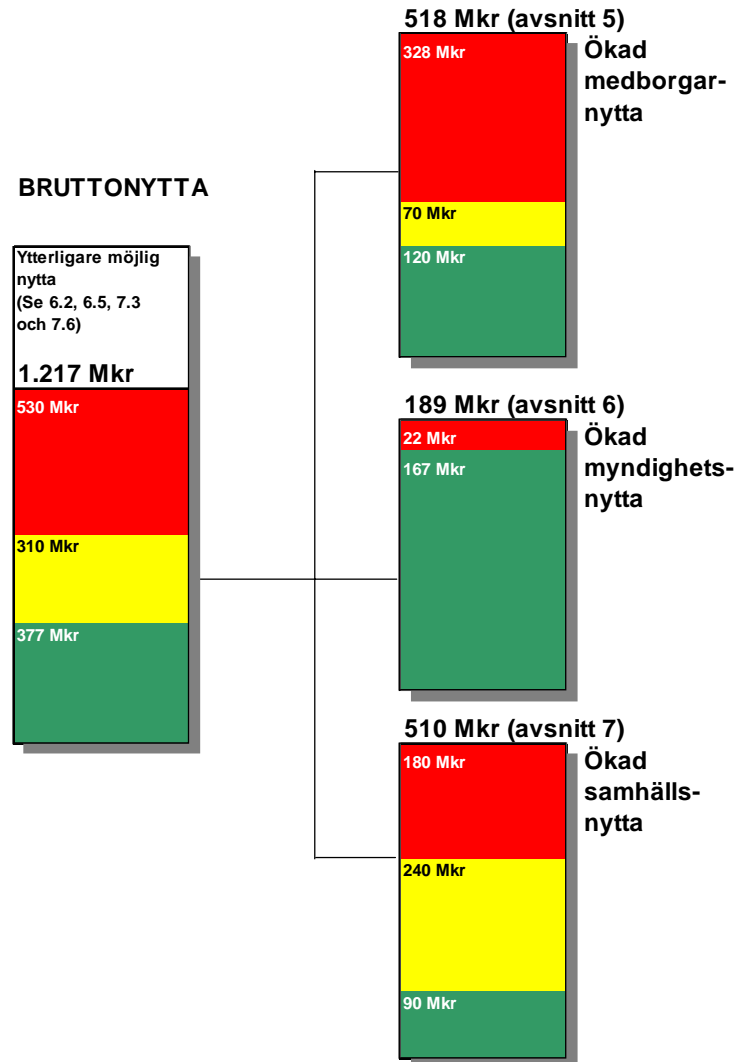 BRUTTONYTTA
Ytterligare möjlig
nytta
(Se 6.2, 6.5, 7.3
och 7.6)
1.217 Mkr
530 Mkr
310 Mkr
377 Mkr
518 Mkr (avsnitt 5)
328 Mkr
70 Mkr
120 Mkr
Ökad
medborgar-
nytta
189 Mkr (avsnitt 6)
22 Mkr
167 Mkr
Ökad
myndighets-
nytta
510 Mkr (avsnitt 7)
180 Mkr
240 Mkr
90 Mkr
Ökad
samhälls-
nytta